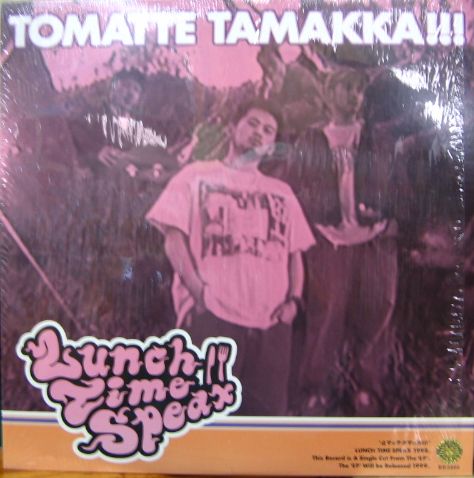 TOMATTE TAMAKKA!!!
Lunch
Time
Speax
LUNCH TIME SPEAX 1998.
This Record is A Single Cut From The "EP".
The "EP" Will be Released 1999.